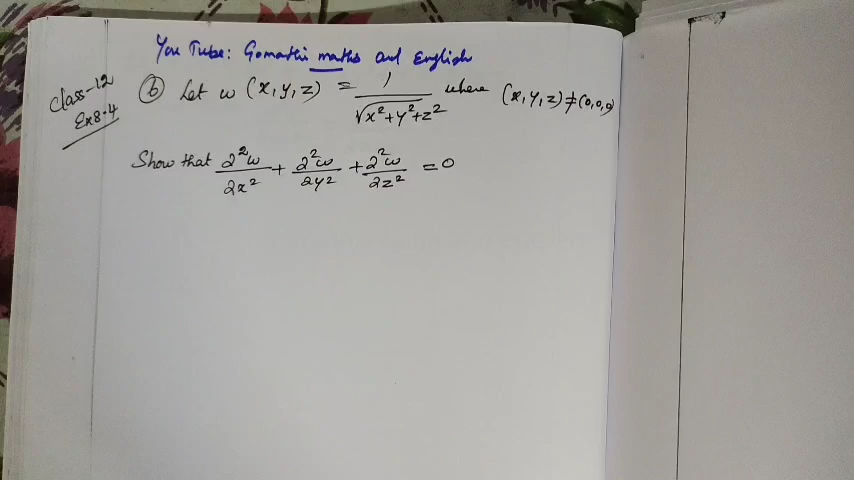 You Tube: Gomathi maths and English
Class-12
Ex 8.4
⑥ Let w (x, y, z) = 1/√x²+y²+z² where (x, y, z) ≠ (0,0,0)
Show that ∂²w/∂x² + ∂²w/∂y² + ∂²w/∂z² = 0